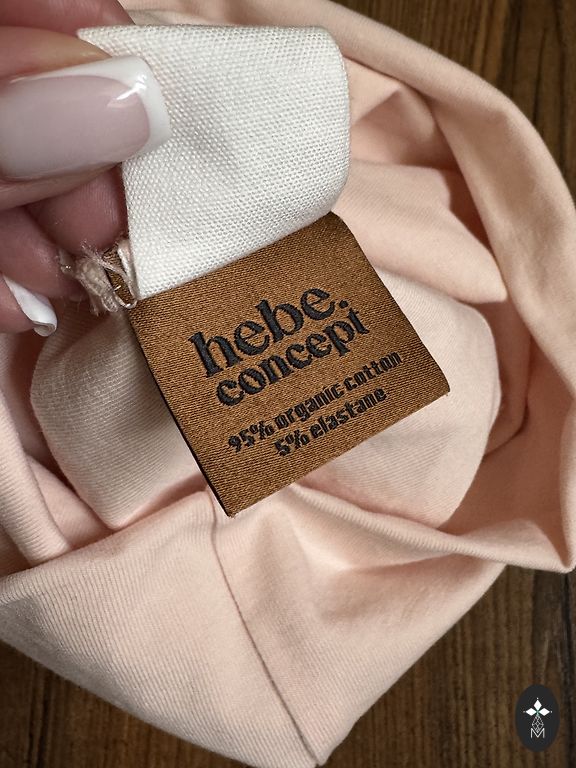 hebe.
concept
95% organic cotton
5% elastane
M